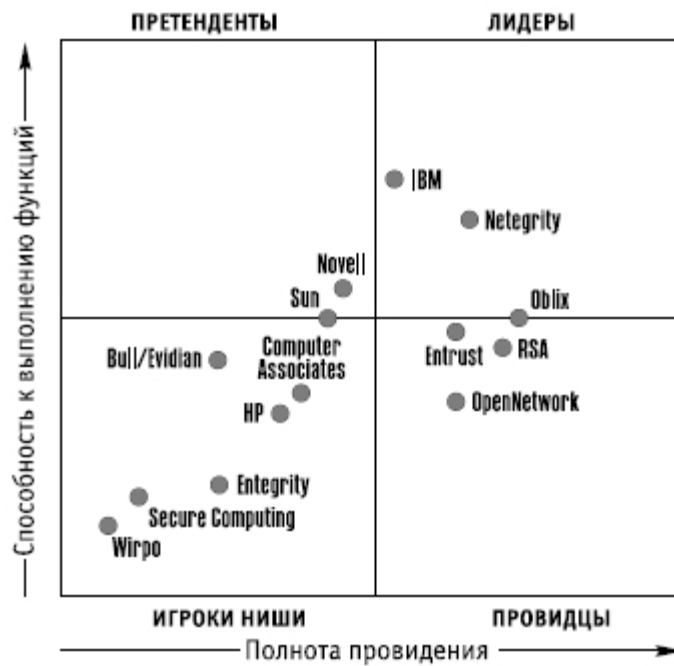 ПРЕТЕНДЕНТЫ
ЛИДЕРЫ
Способность к выполнению функций
IBM
Netegrity
Novell
Sun
Oblix
Bull/Evidian
Computer
Associates
Entrust
RSA
HP
OpenNetwork
Entegrity
Secure Computing
Wirpo
ИГРОКИ НИШИ
ПРОВИДЦЫ
Полнота провидения